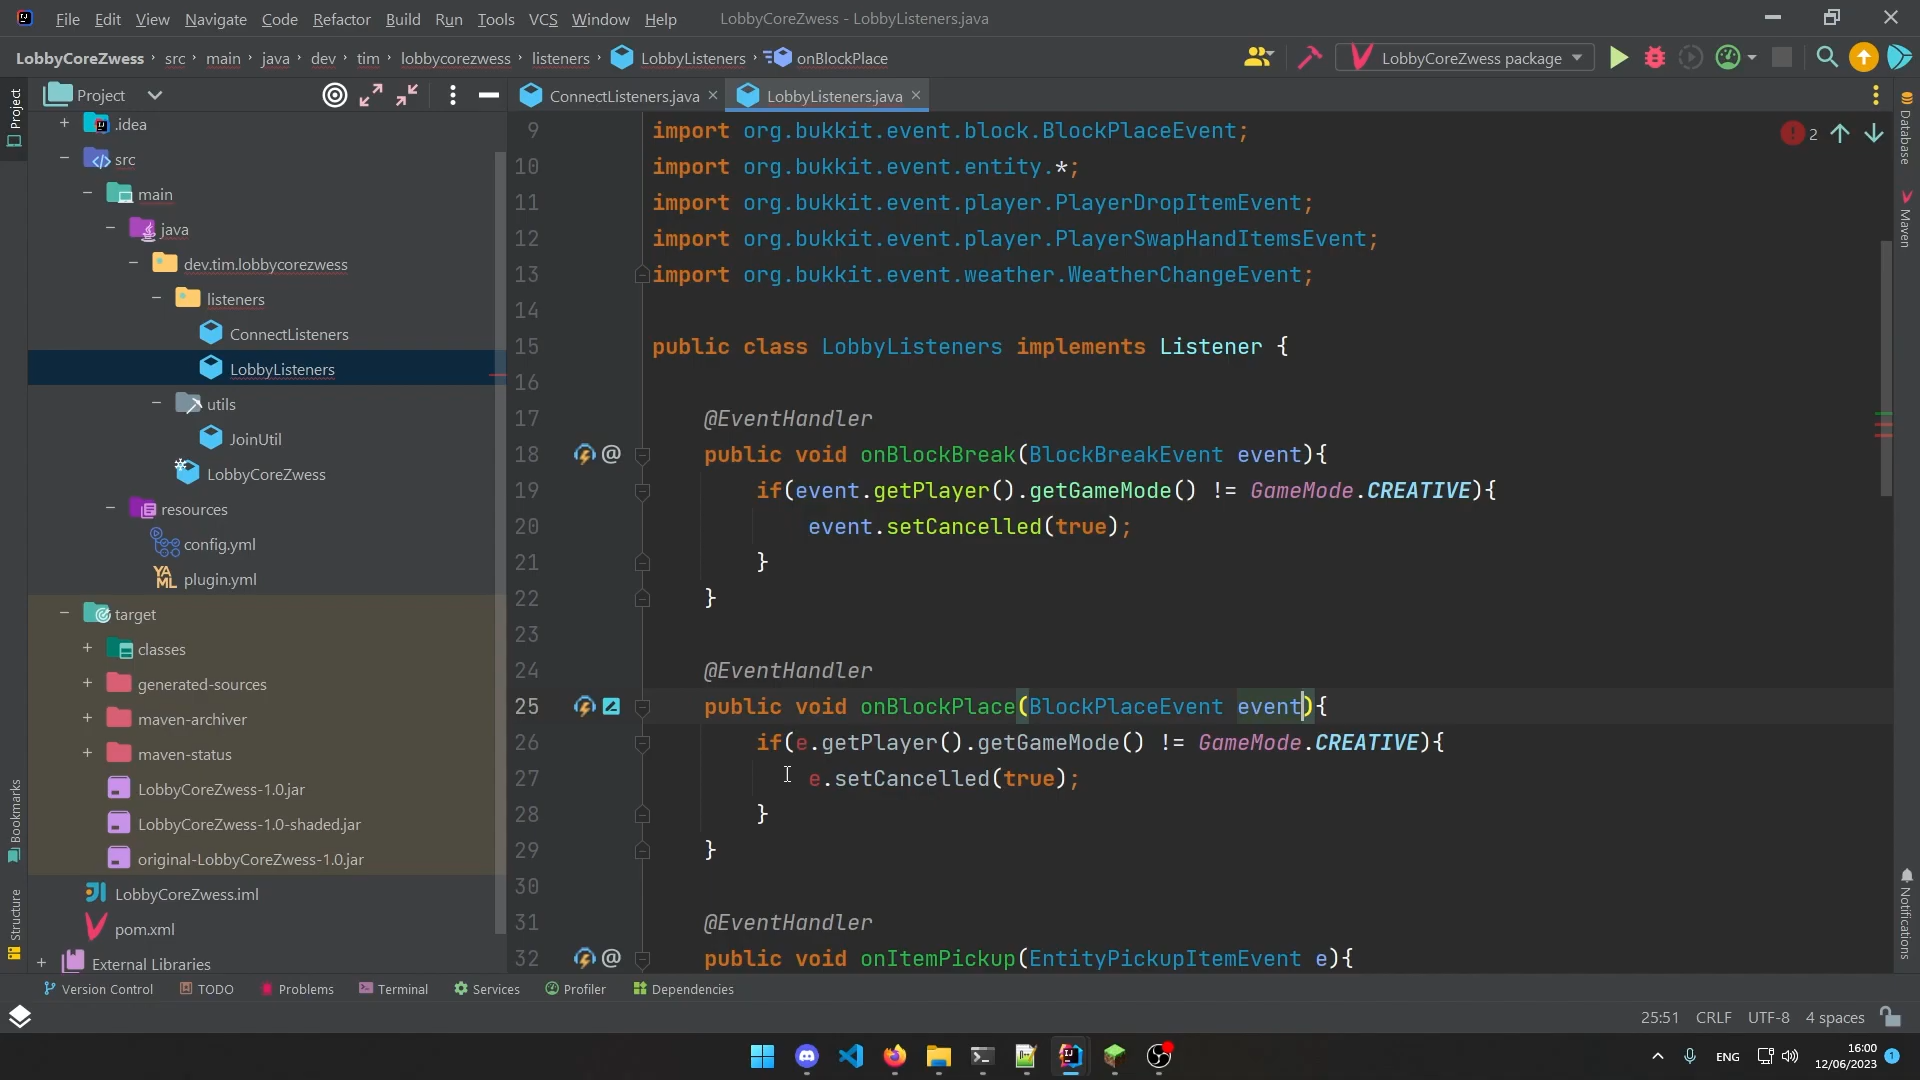 File Edit View Navigate Code Refactor Build Run Tools VCS Window Help LobbyCoreZwess - LobbyListeners.java
LobbyCoreZwess › src › main › java › dev › tim › lobbycorezwess › listeners › LobbyListeners › onBlockPlace
LobbyCoreZwess package
Project
ConnectListeners.java
LobbyListeners.java
Project
.idea
src
main
java
dev.tim.lobbycorezwess
listeners
ConnectListeners
LobbyListeners
utils
JoinUtil
LobbyCoreZwess
resources
config.yml
YAML plugin.yml
target
classes
generated-sources
maven-archiver
maven-status
LobbyCoreZwess-1.0.jar
LobbyCoreZwess-1.0-shaded.jar
original-LobbyCoreZwess-1.0.jar
LobbyCoreZwess.iml
pom.xml
External Libraries
Bookmarks
Structure
9 import org.bukkit.event.block.BlockPlaceEvent;
10 import org.bukkit.event.entity.*;
11 import org.bukkit.event.player.PlayerDropItemEvent;
12 import org.bukkit.event.player.PlayerSwapHandItemsEvent;
13 import org.bukkit.event.weather.WeatherChangeEvent;
14
15 public class LobbyListeners implements Listener {
16
17 @EventHandler
18 @ public void onBlockBreak(BlockBreakEvent event){
19 if(event.getPlayer().getGameMode() != GameMode.CREATIVE){
20 event.setCancelled(true);
21 }
22 }
23
24 @EventHandler
25 public void onBlockPlace(BlockPlaceEvent event){
26 if(e.getPlayer().getGameMode() != GameMode.CREATIVE){
27 e.setCancelled(true);
28 }
29 }
30
31 @EventHandler
32 @ public void onItemPickup(EntityPickupItemEvent e){
2
Database
Maven
Notifications
Version Control TODO Problems Terminal Services Profiler Dependencies
25:51 CRLF UTF-8 4 spaces
ENG
16:00
12/06/2023
1